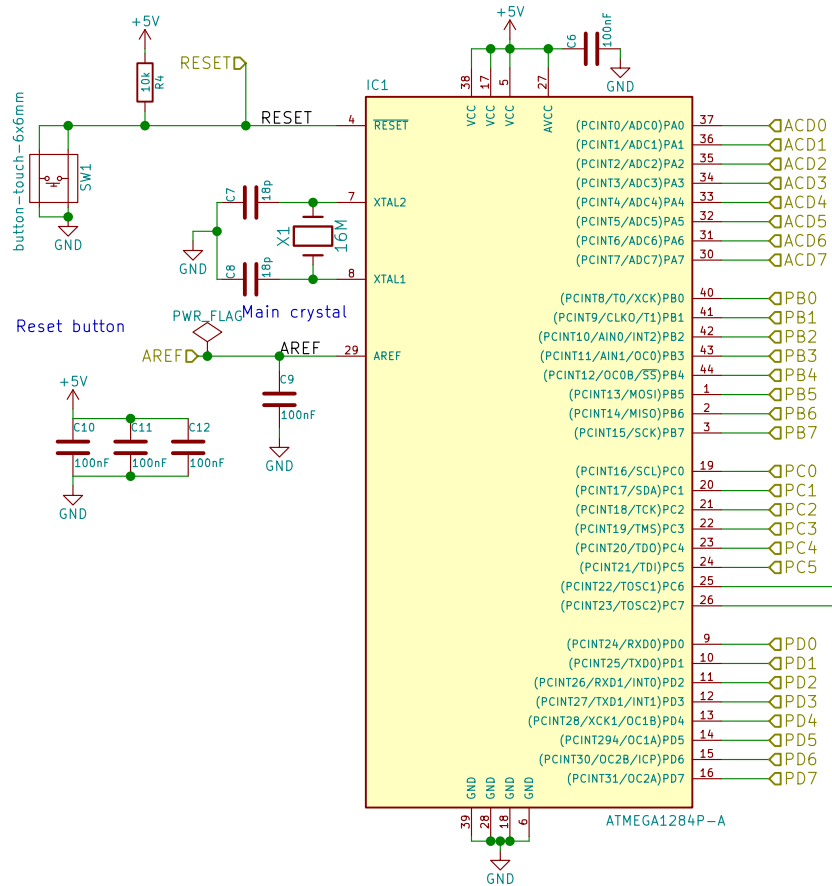 +5V
RESET
10k
R4
RESET
button-touch-6x6mm
SW1
GND
C7
18p
X1
16M
GND
C8
18p
Main crystal
Reset button
PWR_FLAG
AREF
AREF
C9
100nF
GND
+5V
C10
100nF
C11
100nF
C12
100nF
GND
+5V
C6
100nF
GND
IC1
38
17
5
27
VCC
VCC
VCC
AVCC
4
RESET
7
XTAL2
8
XTAL1
29
AREF
(PCINT0/ADC0)PA0 37 ACD0
(PCINT1/ADC1)PA1 36 ACD1
(PCINT2/ADC2)PA2 35 ACD2
(PCINT3/ADC3)PA3 34 ACD3
(PCINT4/ADC4)PA4 33 ACD4
(PCINT5/ADC5)PA5 32 ACD5
(PCINT6/ADC6)PA6 31 ACD6
(PCINT7/ADC7)PA7 30 ACD7
(PCINT8/T0/XCK)PB0 40 PB0
(PCINT9/CLKO/T1)PB1 41 PB1
(PCINT10/AIN0/INT2)PB2 42 PB2
(PCINT11/AIN1/OC0)PB3 43 PB3
(PCINT12/OC0B/SS)PB4 44 PB4
(PCINT13/MOSI)PB5 1 PB5
(PCINT14/MISO)PB6 2 PB6
(PCINT15/SCK)PB7 3 PB7
(PCINT16/SCL)PC0 19 PC0
(PCINT17/SDA)PC1 20 PC1
(PCINT18/TCK)PC2 21 PC2
(PCINT19/TMS)PC3 22 PC3
(PCINT20/TDO)PC4 23 PC4
(PCINT21/TDI)PC5 24 PC5
(PCINT22/TOSC1)PC6 25
(PCINT23/TOSC2)PC7 26
(PCINT24/RXD0)PD0 9 PD0
(PCINT25/TXD0)PD1 10 PD1
(PCINT26/RXD1/INT0)PD2 11 PD2
(PCINT27/TXD1/INT1)PD3 12 PD3
(PCINT28/XCK1/OC1B)PD4 13 PD4
(PCINT294/OC1A)PD5 14 PD5
(PCINT30/OC2B/ICP)PD6 15 PD6
(PCINT31/OC2A)PD7 16 PD7
GND
GND
GND
GND
39
28
18
6
ATMEGA1284P-A
GND